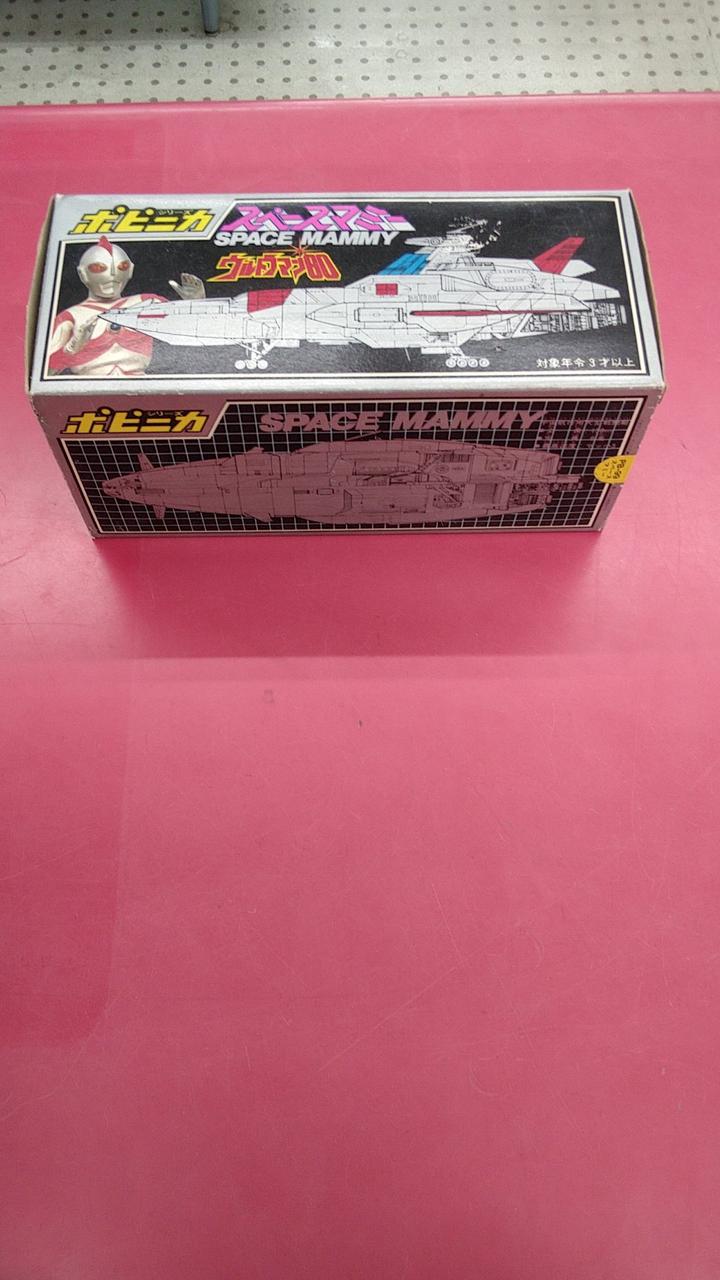 ポピニカ シリーズ
スペースマミー
SPACE MAMMY
ウルトラマン80
対象年令3才以上
ポピニカ シリーズ
SPACE MAMMY